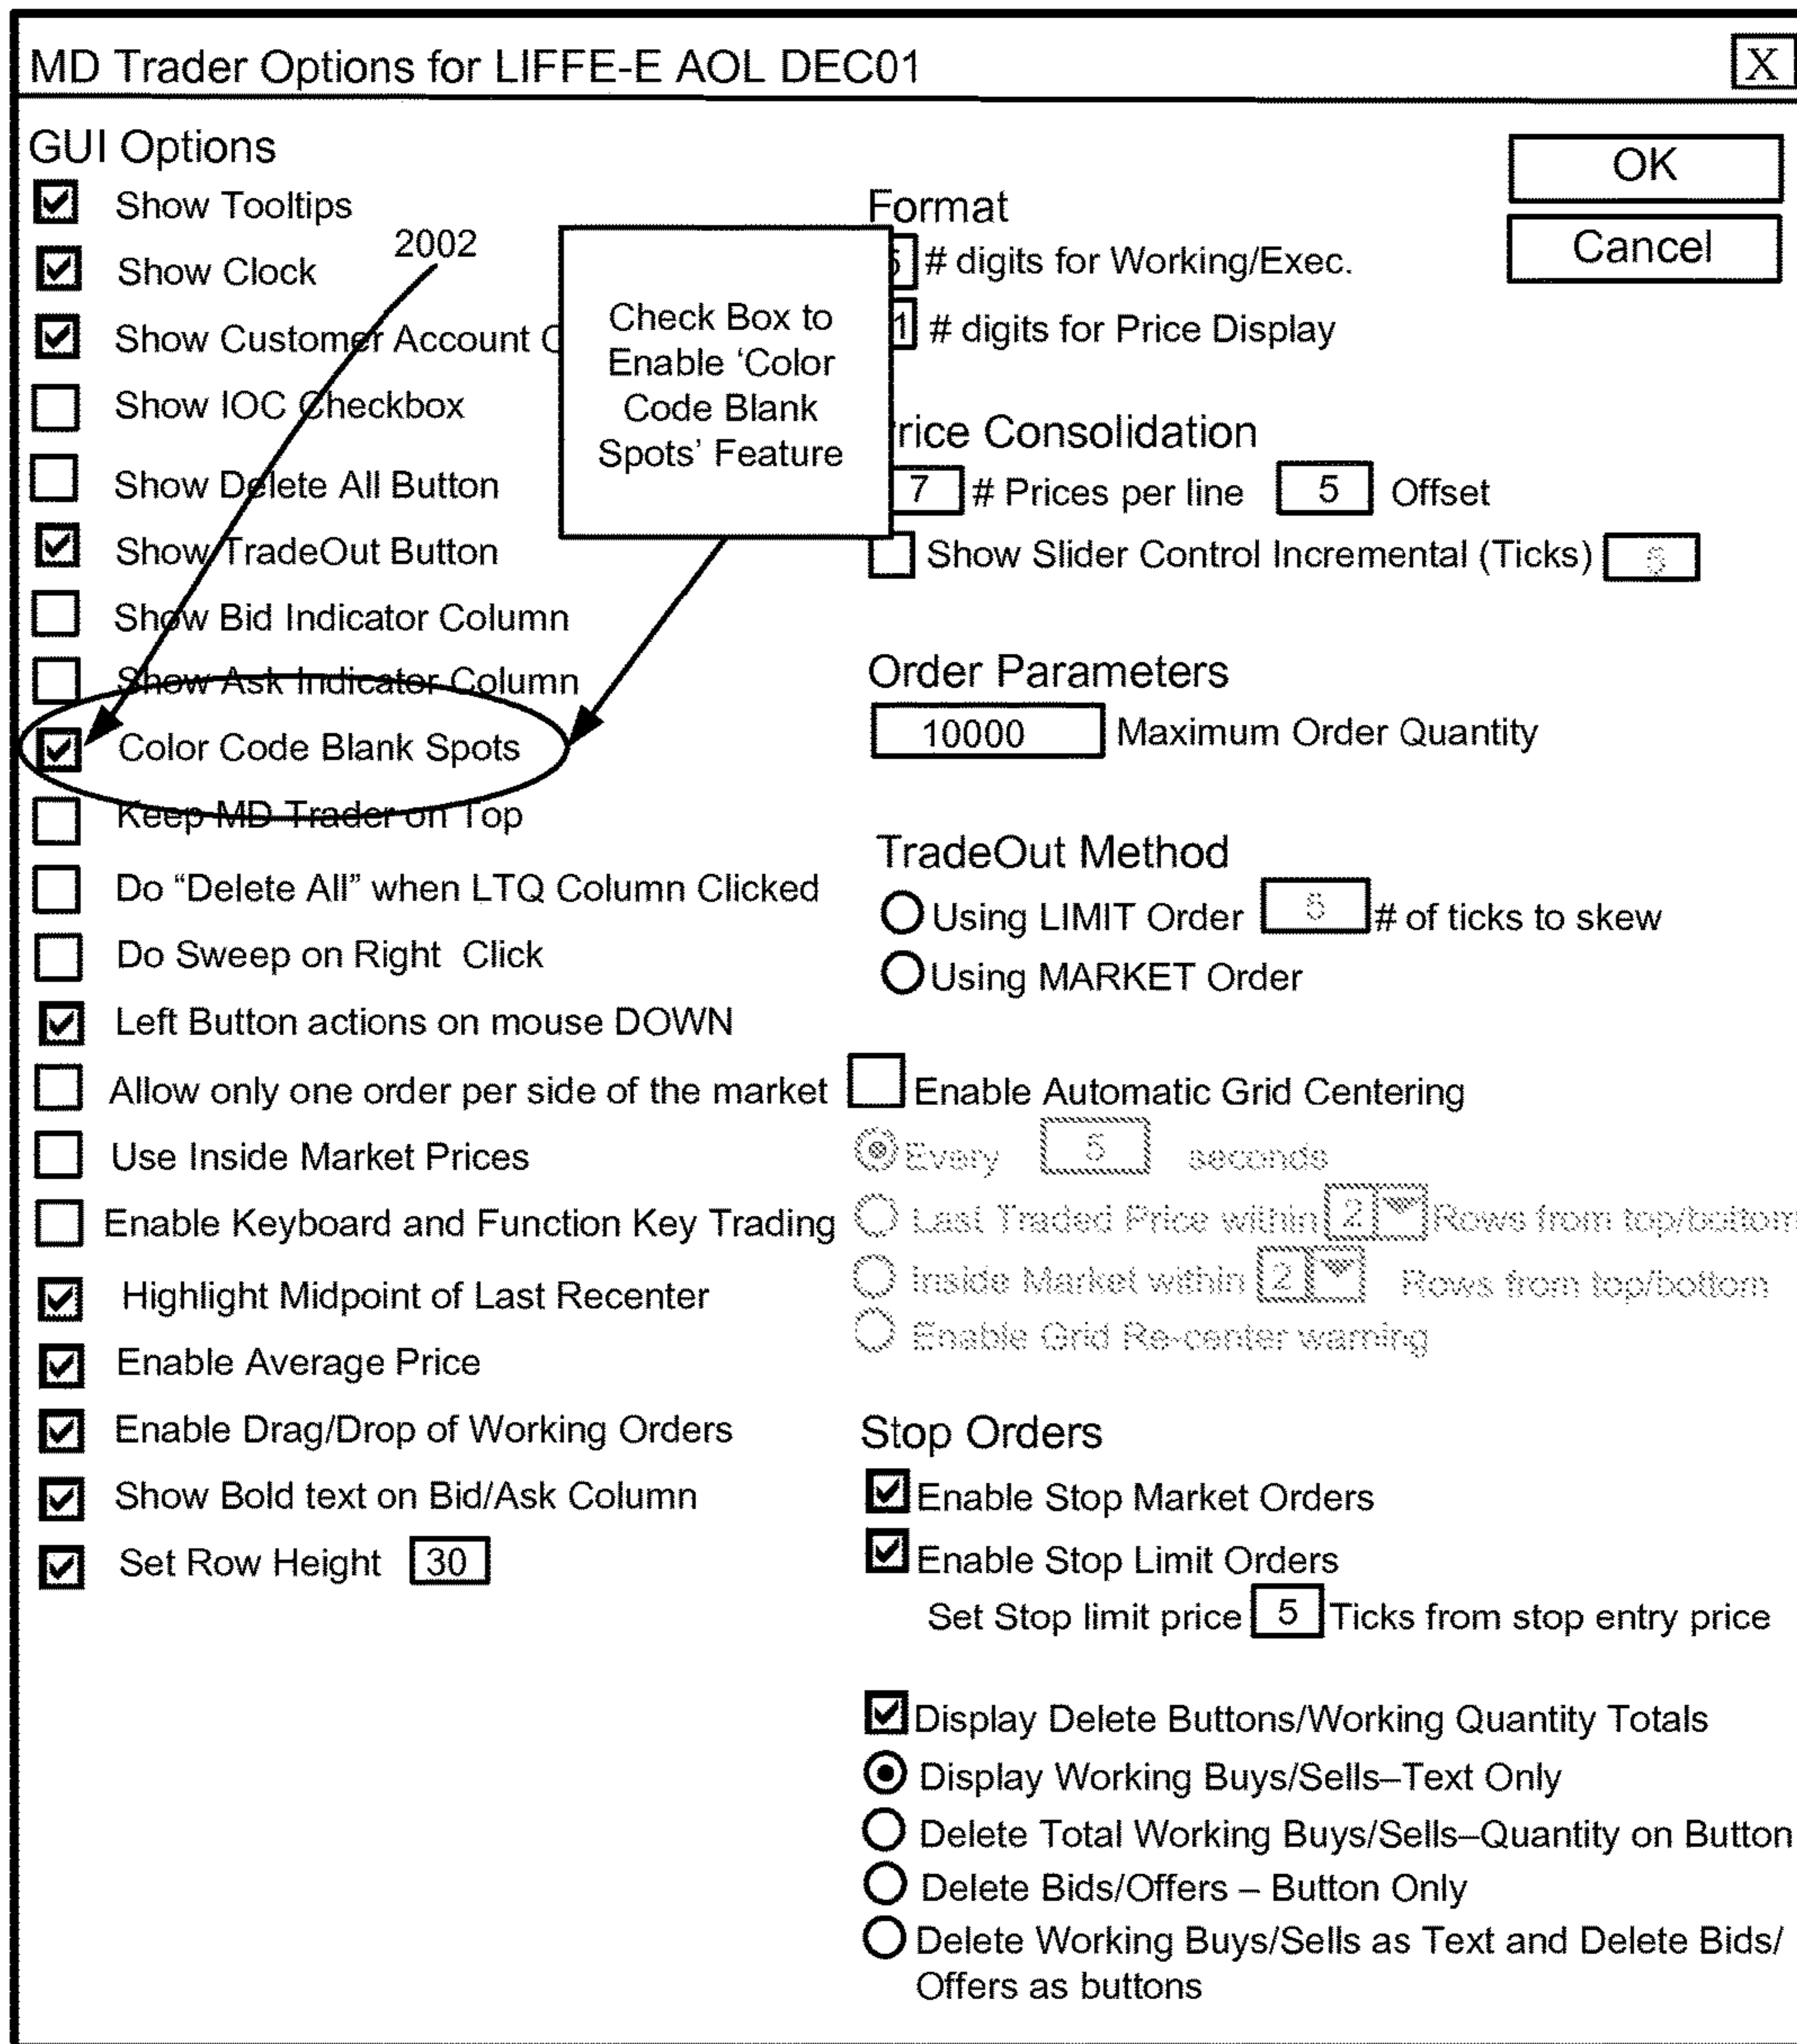 MD Trader Options for LIFFE-E AOL DEC01
X
GUI Options
Show Tooltips
Show Clock
Show Customer Account
Show IOC Checkbox
Show Delete All Button
Show TradeOut Button
Show Bid Indicator Column
Show Ask Indicator Column
Color Code Blank Spots
Keep MD Trader on Top
Do “Delete All” when LTQ Column Clicked
Do Sweep on Right Click
Left Button actions on mouse DOWN
Allow only one order per side of the market
Use Inside Market Prices
Enable Keyboard and Function Key Trading
Highlight Midpoint of Last Recenter
Enable Average Price
Enable Drag/Drop of Working Orders
Show Bold text on Bid/Ask Column
Set Row Height 30
2002
Check Box to
Enable ‘Color
Code Blank
Spots’ Feature
OK
Cancel
Format
# digits for Working/Exec.
1 # digits for Price Display
rice Consolidation
7 # Prices per line 5 Offset
Show Slider Control Incremental (Ticks)
Order Parameters
10000 Maximum Order Quantity
TradeOut Method
Using LIMIT Order # of ticks to skew
Using MARKET Order
Enable Automatic Grid Centering
Every 5 seconds
Last Traded Price within 2 Rows from top/bottom
Inside Market within 2 Rows from top/bottom
Enable Grid Re-center warning
Stop Orders
Enable Stop Market Orders
Enable Stop Limit Orders
Set Stop limit price 5 Ticks from stop entry price
Display Delete Buttons/Working Quantity Totals
Display Working Buys/Sells–Text Only
Delete Total Working Buys/Sells–Quantity on Button
Delete Bids/Offers – Button Only
Delete Working Buys/Sells as Text and Delete Bids/
Offers as buttons